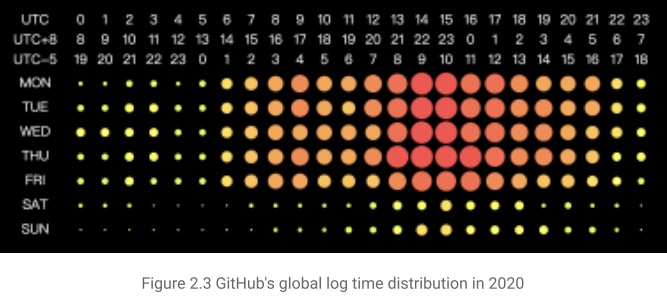 UTC 0 1 2 3 4 5 6 7 8 9 10 11 12 13 14 15 16 17 18 19 20 21 22 23
UTC+8 8 9 10 11 12 13 14 15 16 17 18 19 20 21 22 23 0 1 2 3 4 5 6 7
UTC-5 19 20 21 22 23 0 1 2 3 4 5 6 7 8 9 10 11 12 13 14 15 16 17 18
MON
TUE
WED
THU
FRI
SAT
SUN
Figure 2.3 GitHub's global log time distribution in 2020